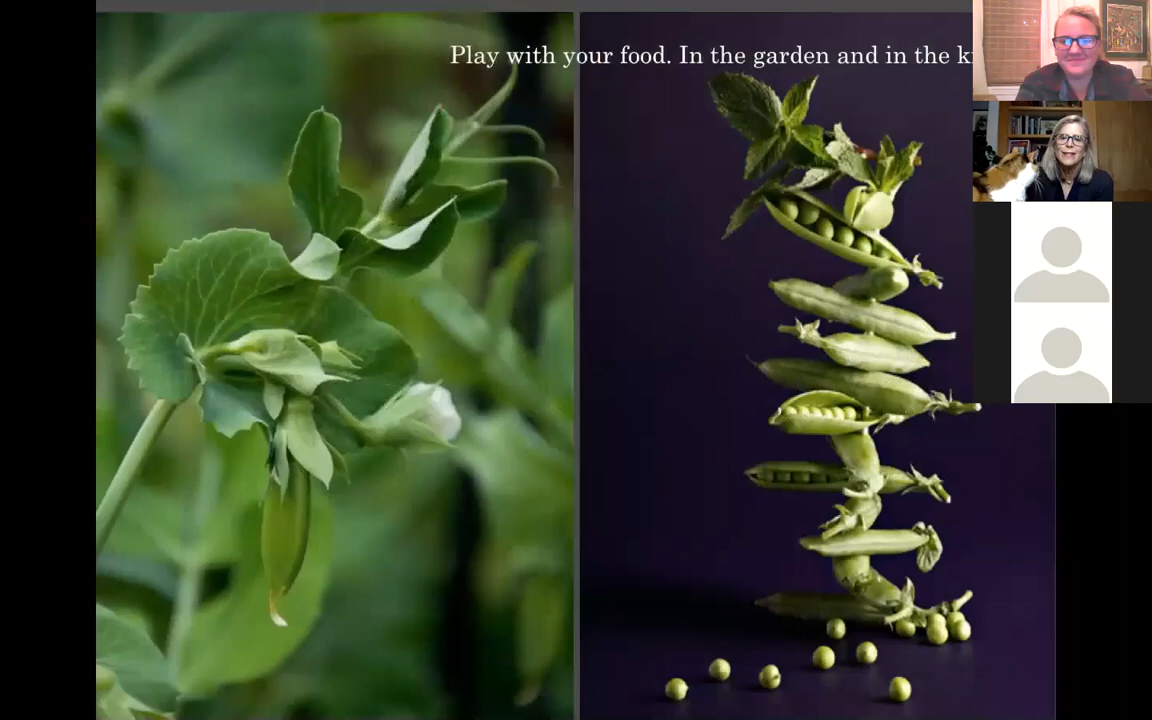 Play with your food. In the garden and in the